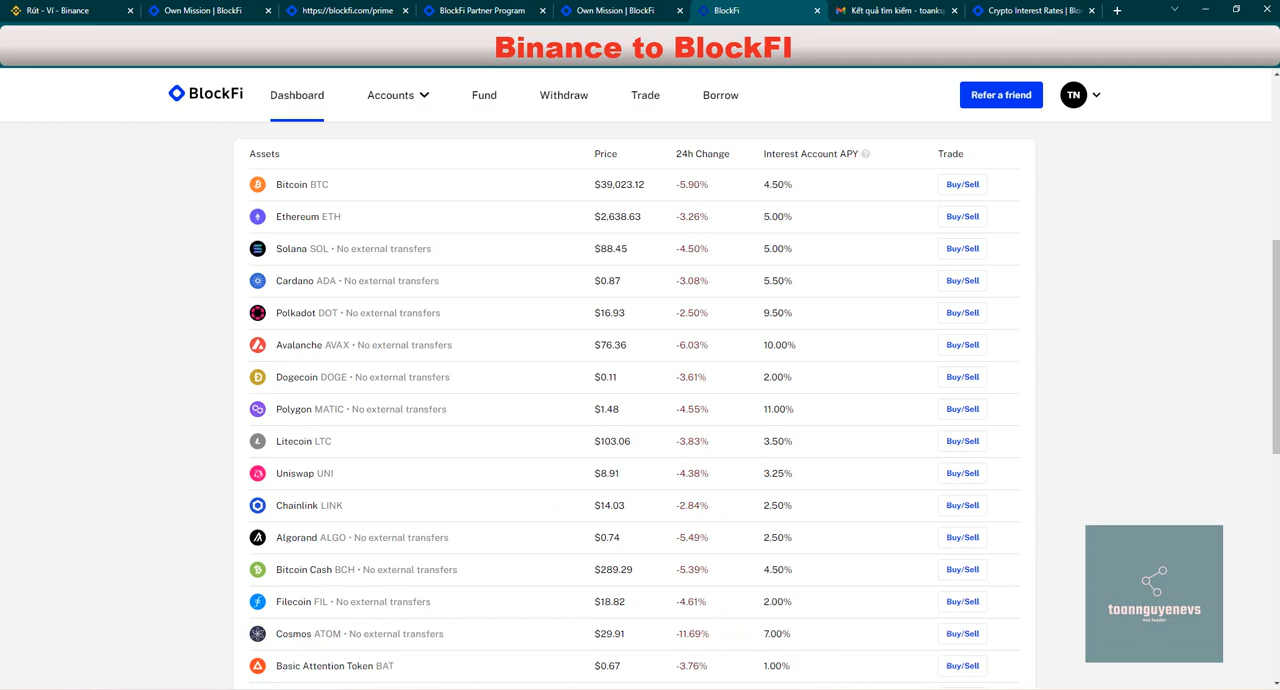 Rút - Ví - Binance
Own Mission | BlockFi
https://blockfi.com/prime
BlockFi Partner Program
Own Mission | BlockFi
BlockFi
Kết quả tìm kiếm - toanks
Crypto Interest Rates | Blo
Binance to BlockFI
BlockFi
Dashboard
Accounts
Fund
Withdraw
Trade
Borrow
Refer a friend
TN
Assets Price 24h Change Interest Account APY ? Trade
Bitcoin BTC $39,023.12 -5.90% 4.50% Buy/Sell
Ethereum ETH $2,638.63 -3.26% 5.00% Buy/Sell
Solana SOL • No external transfers $88.45 -4.50% 5.00% Buy/Sell
Cardano ADA • No external transfers $0.87 -3.08% 5.50% Buy/Sell
Polkadot DOT • No external transfers $16.93 -2.50% 9.50% Buy/Sell
Avalanche AVAX • No external transfers $76.36 -6.03% 10.00% Buy/Sell
Dogecoin DOGE • No external transfers $0.11 -3.61% 2.00% Buy/Sell
Polygon MATIC • No external transfers $1.48 -4.55% 11.00% Buy/Sell
Litecoin LTC $103.06 -3.83% 3.50% Buy/Sell
Uniswap UNI $8.91 -4.38% 3.25% Buy/Sell
Chainlink LINK $14.03 -2.84% 2.50% Buy/Sell
Algorand ALGO • No external transfers $0.74 -5.49% 2.50% Buy/Sell
Bitcoin Cash BCH • No external transfers $289.29 -5.39% 4.50% Buy/Sell
Filecoin FIL • No external transfers $18.82 -4.61% 2.00% Buy/Sell
Cosmos ATOM • No external transfers $29.91 -11.69% 7.00% Buy/Sell
Basic Attention Token BAT $0.67 -3.76% 1.00% Buy/Sell
toannguyenevs
evs leader